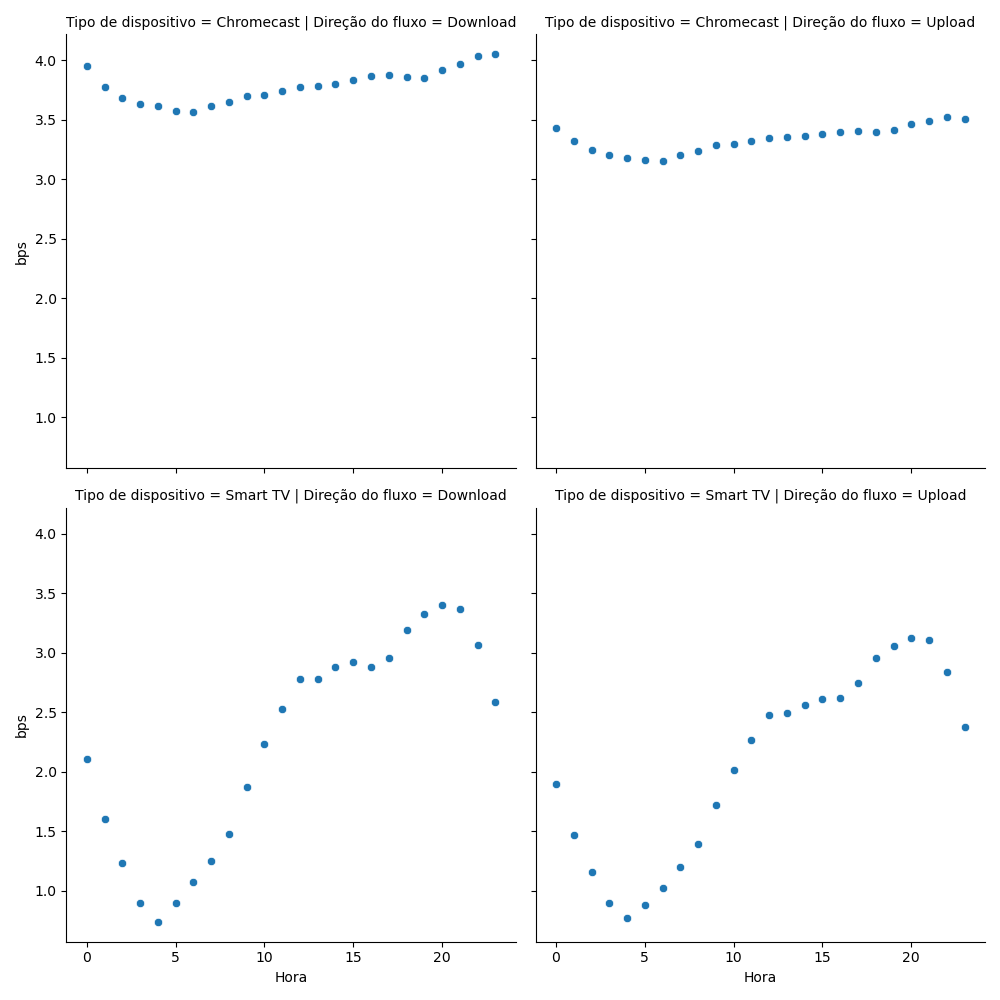 Tipo de dispositivo = Chromecast | Direção do fluxo = Download
Tipo de dispositivo = Chromecast | Direção do fluxo = Upload
4.0
3.5
3.0
2.5
2.0
1.5
1.0
bps
Tipo de dispositivo = Smart TV | Direção do fluxo = Download
Tipo de dispositivo = Smart TV | Direção do fluxo = Upload
4.0
3.5
3.0
2.5
2.0
1.5
1.0
bps
0 5 10 15 20
Hora
0 5 10 15 20
Hora